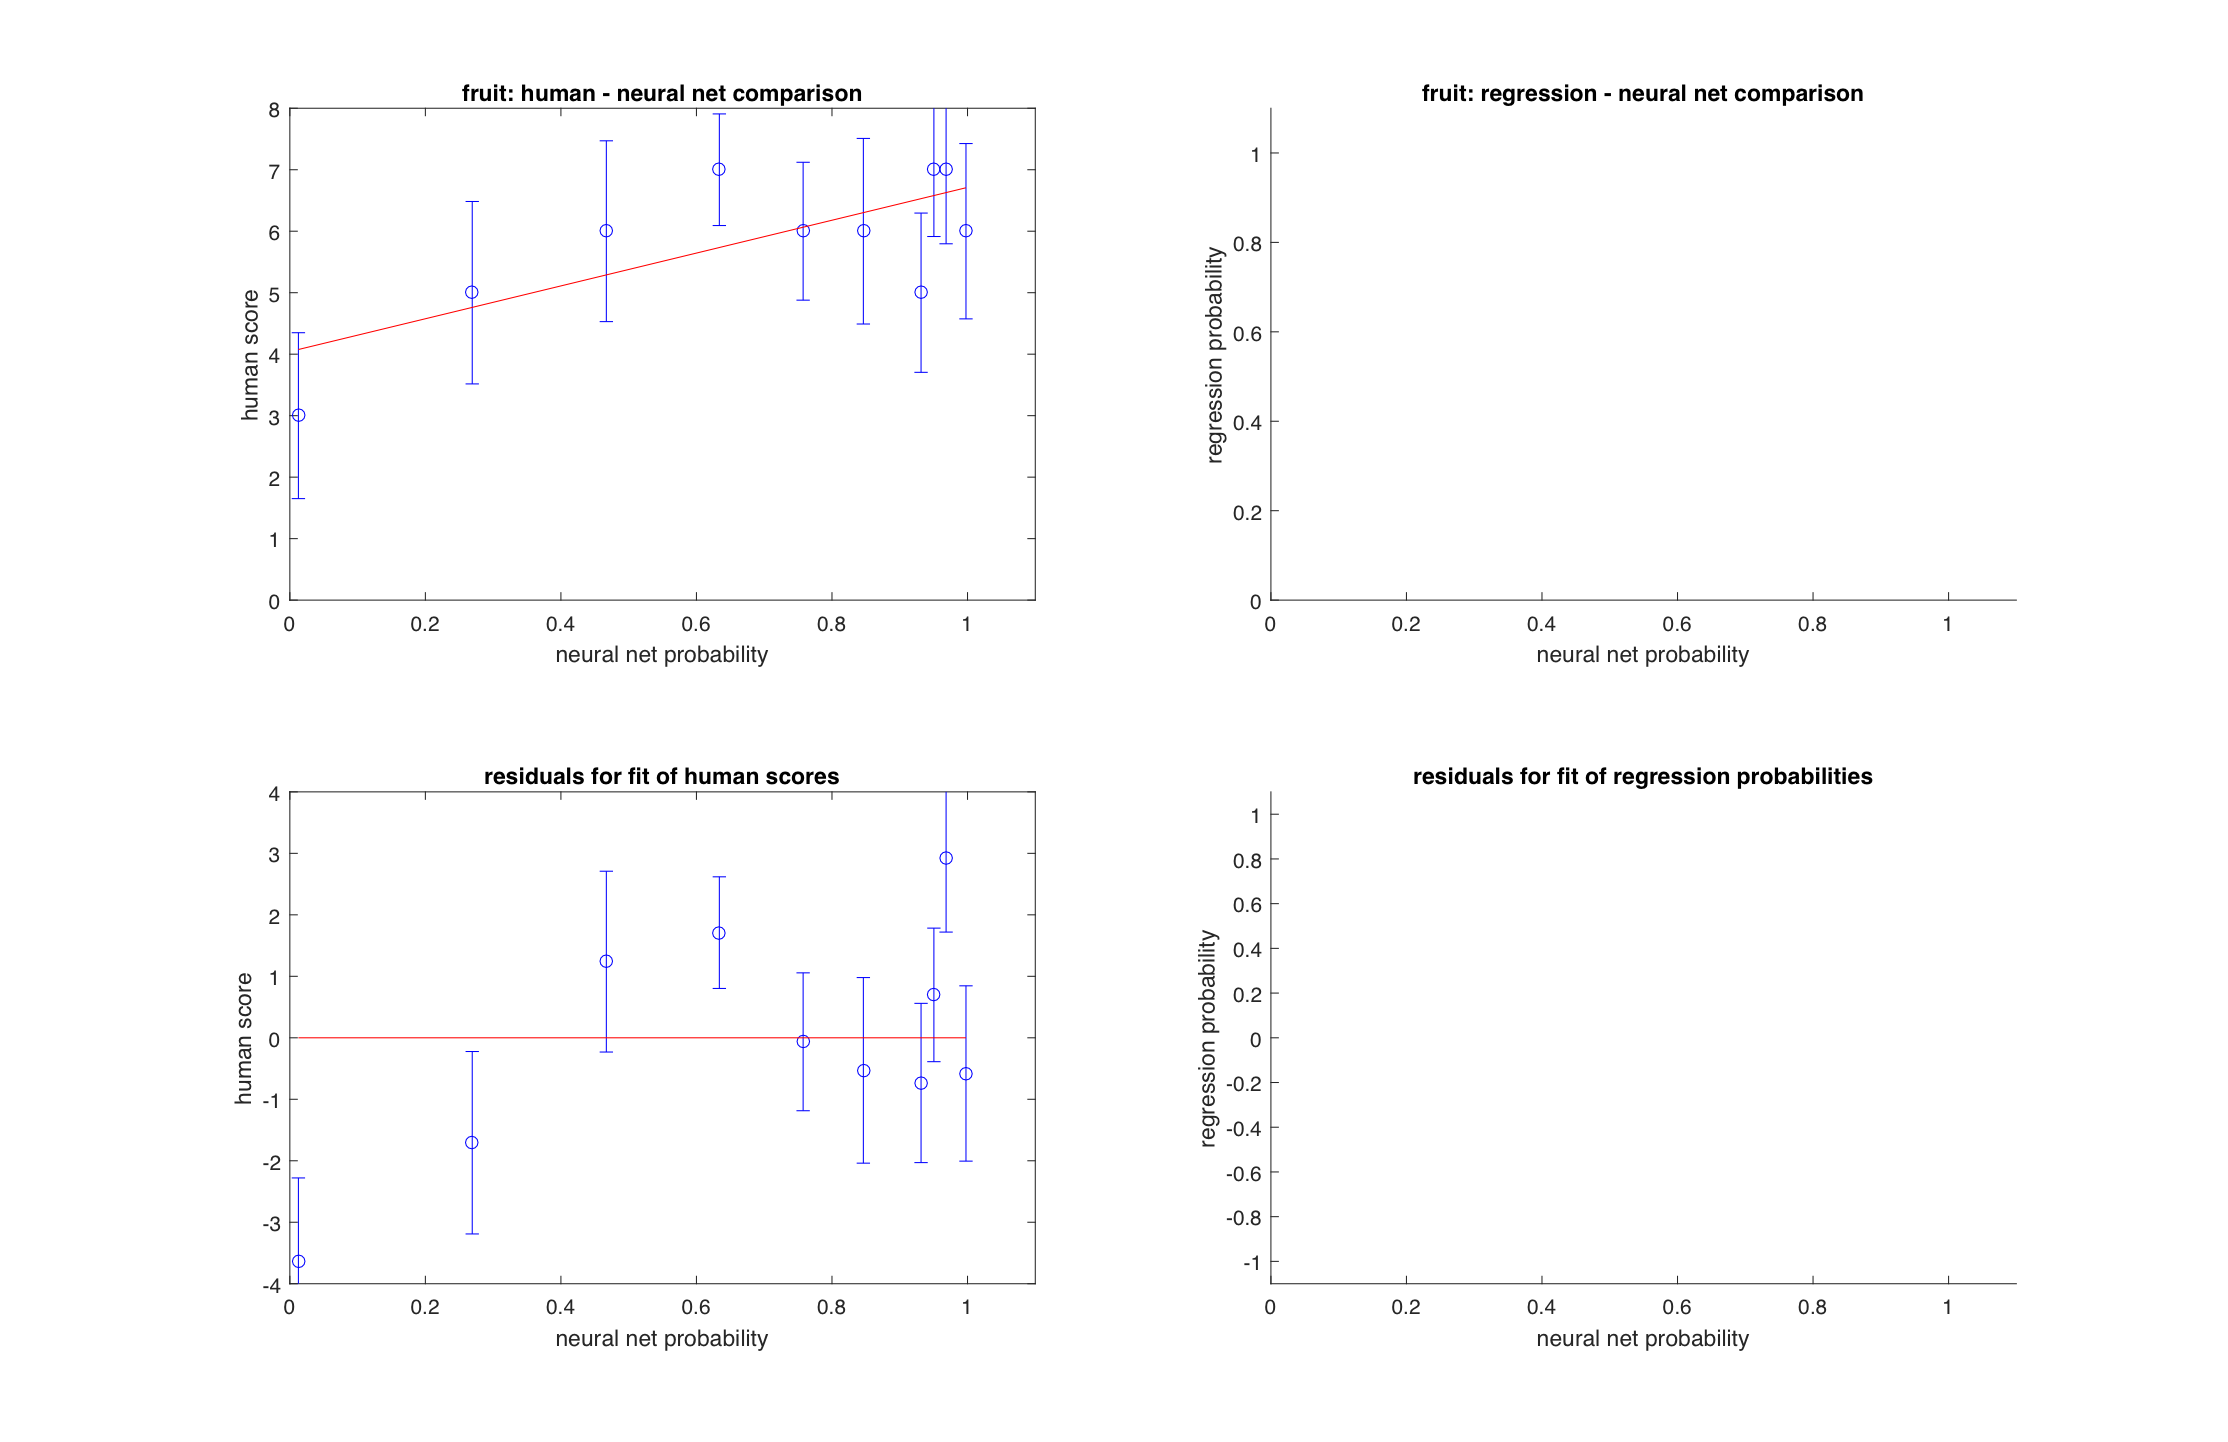 fruit: human - neural net comparison
8
7
6
5
4
3
2
1
0
human score
0 0.2 0.4 0.6 0.8 1
neural net probability
fruit: regression - neural net comparison
1
0.8
0.6
0.4
0.2
0
regression probability
0 0.2 0.4 0.6 0.8 1
neural net probability
residuals for fit of human scores
4
3
2
1
0
-1
-2
-3
-4
human score
0 0.2 0.4 0.6 0.8 1
neural net probability
residuals for fit of regression probabilities
1
0.8
0.6
0.4
0.2
0
-0.2
-0.4
-0.6
-0.8
-1
regression probability
0 0.2 0.4 0.6 0.8 1
neural net probability